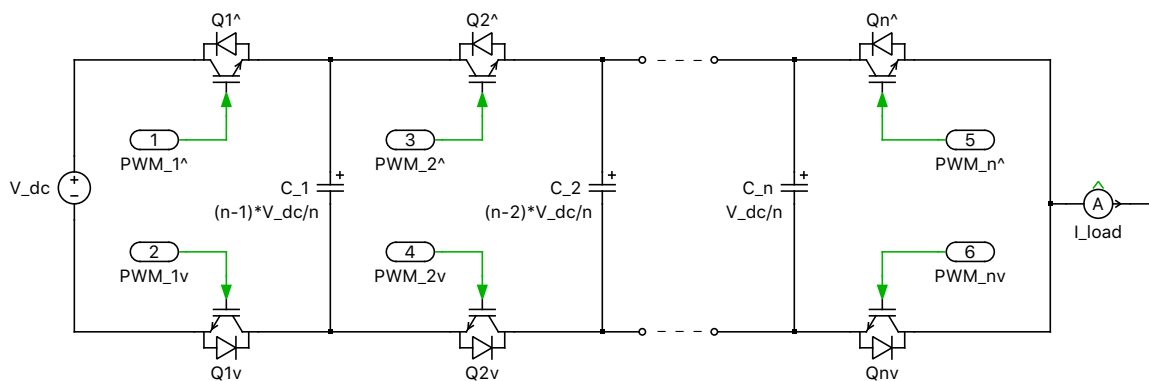 Q1^
Q2^
Qn^
1
PWM_1^
3
PWM_2^
5
PWM_n^
V_dc
+
−
C_1
+
(n-1)*V_dc/n
C_2
+
(n-2)*V_dc/n
C_n
+
V_dc/n
A
I_load
2
PWM_1v
4
PWM_2v
6
PWM_nv
Q1v
Q2v
Qnv